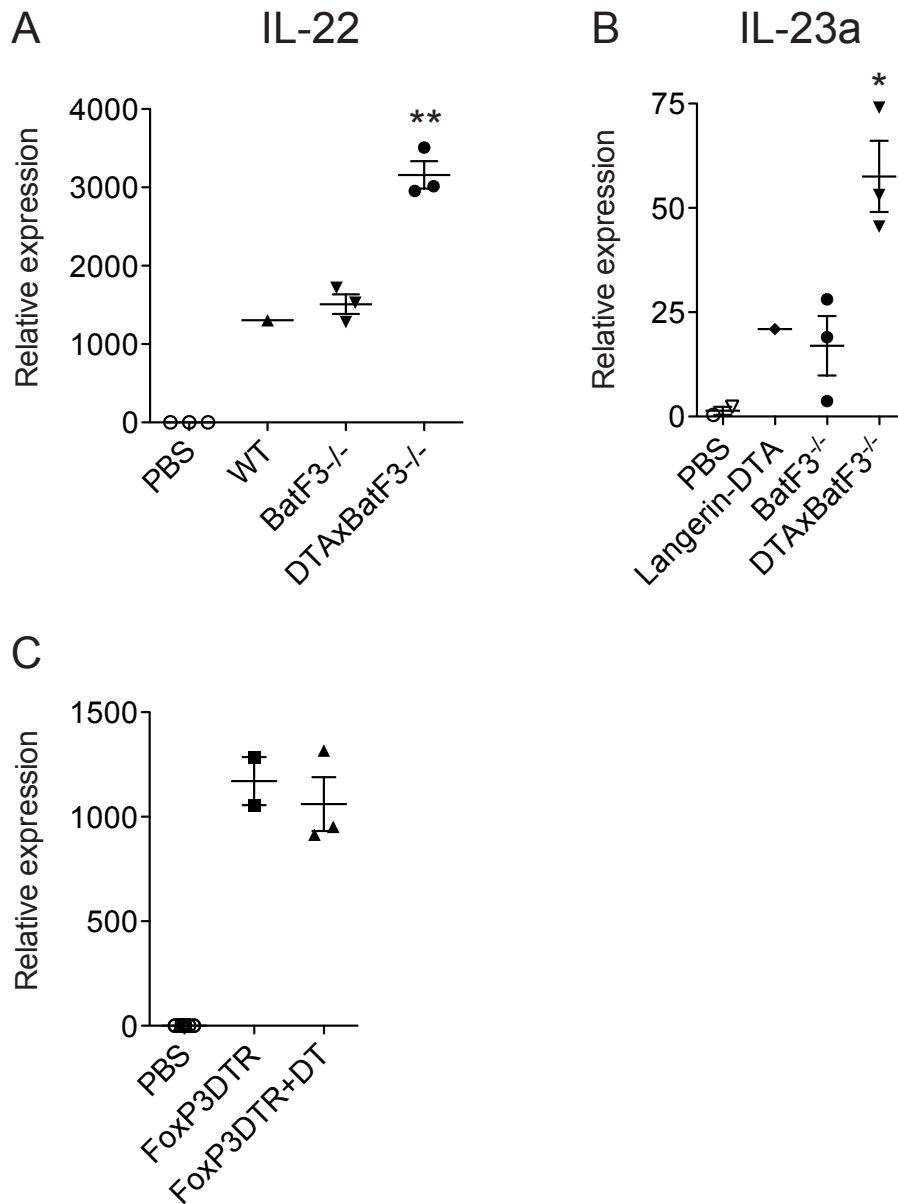 A
IL-22
Relative expression
4000
3000
2000
1000
0
**
PBS
WT
BatF3-/-
DTAxBatF3-/-
B
IL-23a
Relative expression
75
50
25
0
*
PBS
Langerin-DTA
BatF3-/-
DTAxBatF3-/-
C
Relative expression
1500
1000
500
0
PBS
FoxP3DTR
FoxP3DTR+DT